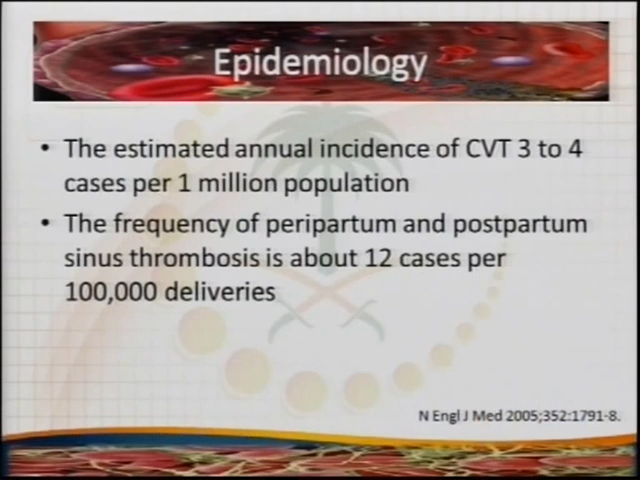 Epidemiology
• The estimated annual incidence of CVT 3 to 4
cases per 1 million population
• The frequency of peripartum and postpartum
sinus thrombosis is about 12 cases per
100,000 deliveries
N Engl J Med 2005;352:1791-8.